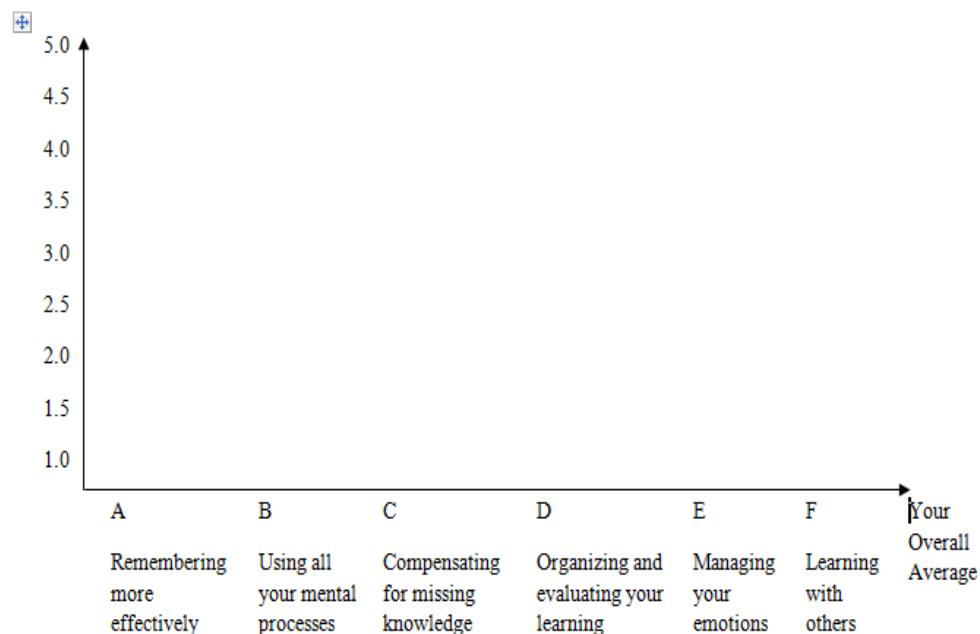 5.0
4.5
4.0
3.5
3.0
2.5
2.0
1.5
1.0
A B C D E F Your
Overall
Average
Remembering Using all Compensating Organizing and Managing Learning
more your mental for missing evaluating your your with
effectively processes knowledge learning emotions others